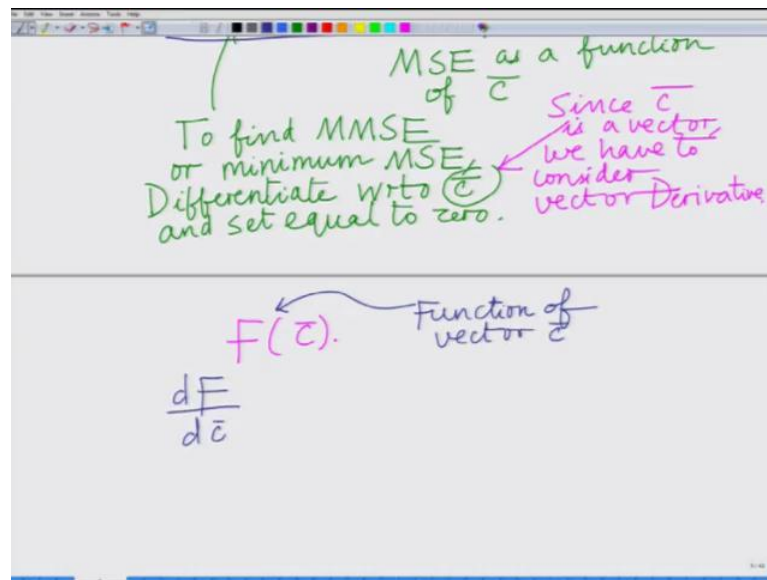 MSE as a function
of c̄
To find MMSE
or minimum MSE,
Differentiate w r to c̄
and set equal to zero.
Since c̄
is a vector,
we have to
consider
vector Derivative
F(c̄).
Function of
vector c̄
dF
dc̄